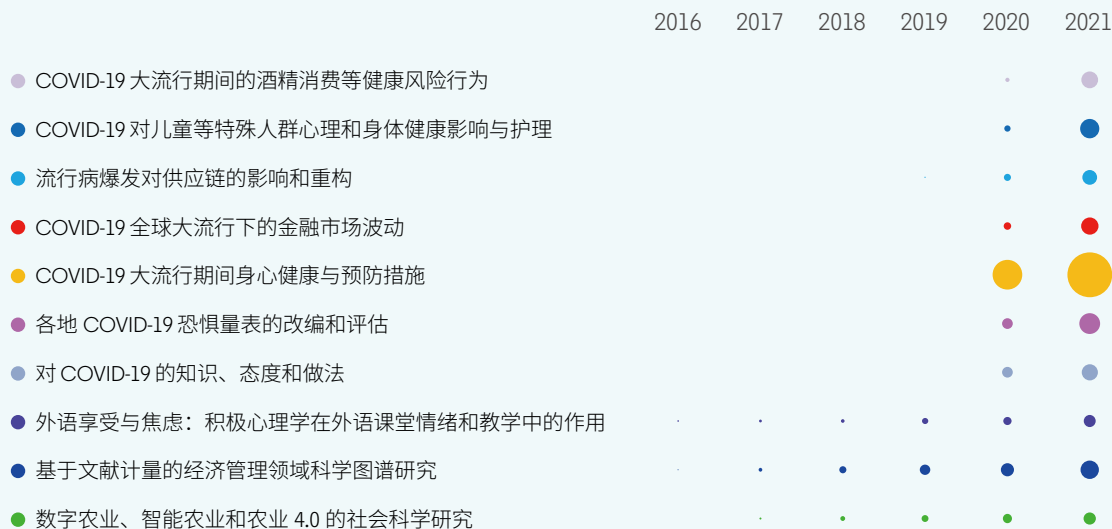 2016 2017 2018 2019 2020 2021
COVID-19 大流行期间的酒精消费等健康风险行为
COVID-19 对儿童等特殊人群心理和身体健康影响与护理
流行病爆发对供应链的影响和重构
COVID-19 全球大流行下的金融市场波动
COVID-19 大流行期间身心健康与预防措施
各地 COVID-19 恐惧量表的改编和评估
对 COVID-19 的知识、态度和做法
外语享受与焦虑：积极心理学在外语课堂情绪和教学中的作用
基于文献计量的经济管理领域科学图谱研究
数字农业、智能农业和农业 4.0 的社会科学研究